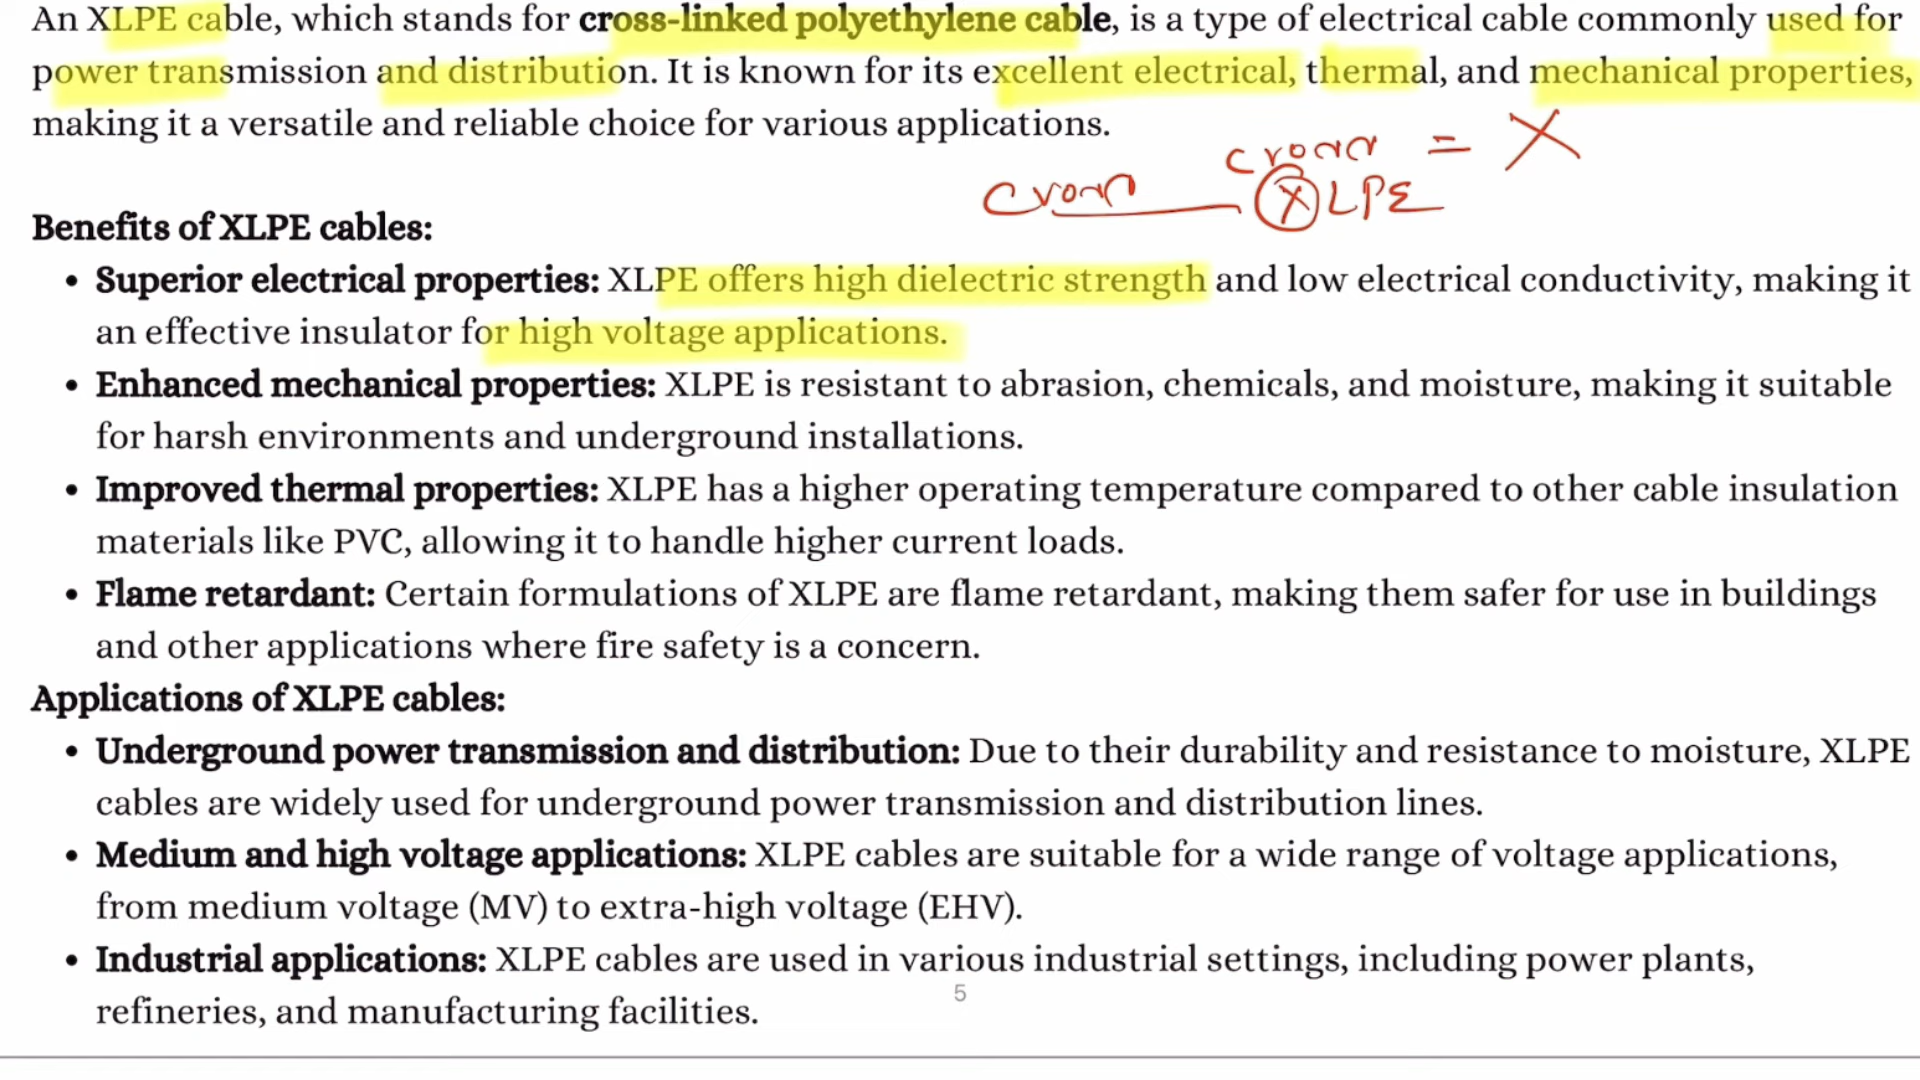 An XLPE cable, which stands for cross-linked polyethylene cable, is a type of electrical cable commonly used for
power transmission and distribution. It is known for its excellent electrical, thermal, and mechanical properties,
making it a versatile and reliable choice for various applications.
cross = X
cross XLPE
Benefits of XLPE cables:
• Superior electrical properties: XLPE offers high dielectric strength and low electrical conductivity, making it
an effective insulator for high voltage applications.
• Enhanced mechanical properties: XLPE is resistant to abrasion, chemicals, and moisture, making it suitable
for harsh environments and underground installations.
• Improved thermal properties: XLPE has a higher operating temperature compared to other cable insulation
materials like PVC, allowing it to handle higher current loads.
• Flame retardant: Certain formulations of XLPE are flame retardant, making them safer for use in buildings
and other applications where fire safety is a concern.
Applications of XLPE cables:
• Underground power transmission and distribution: Due to their durability and resistance to moisture, XLPE
cables are widely used for underground power transmission and distribution lines.
• Medium and high voltage applications: XLPE cables are suitable for a wide range of voltage applications,
from medium voltage (MV) to extra-high voltage (EHV).
• Industrial applications: XLPE cables are used in various industrial settings, including power plants,
refineries, and manufacturing facilities.
5